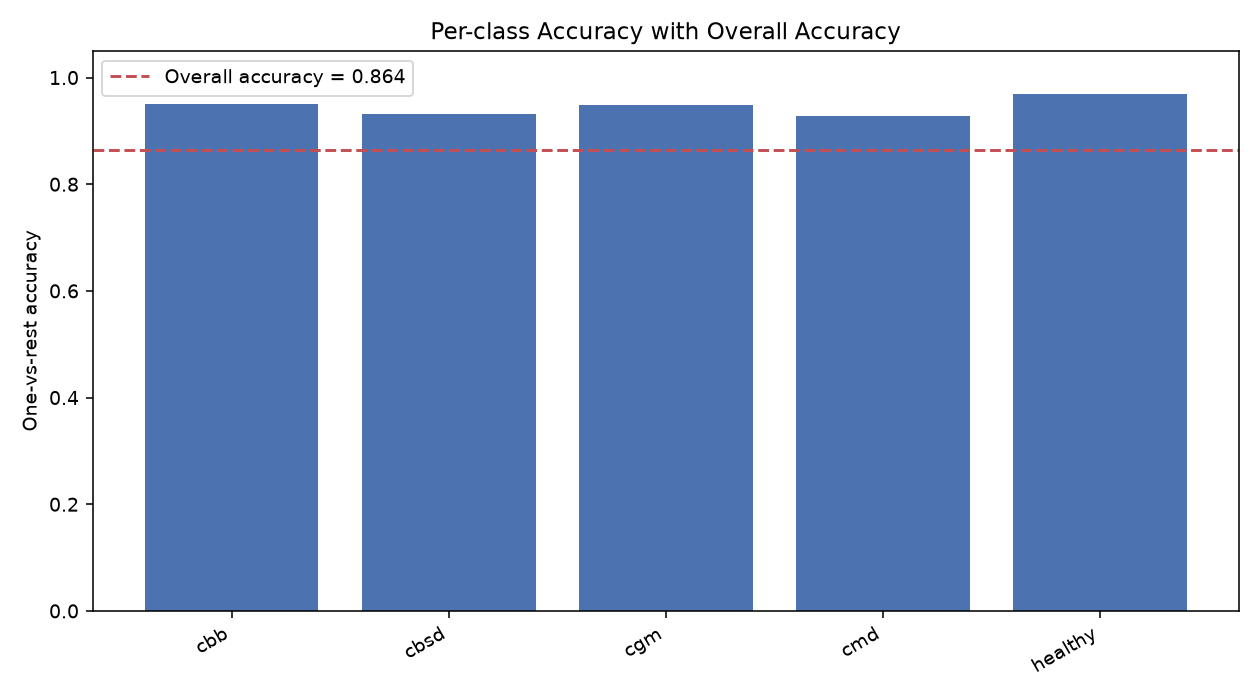 Per-class Accuracy with Overall Accuracy
Overall accuracy = 0.864
One-vs-rest accuracy
1.0
0.8
0.6
0.4
0.2
0.0
cbb
cbsd
cgm
cmd
healthy